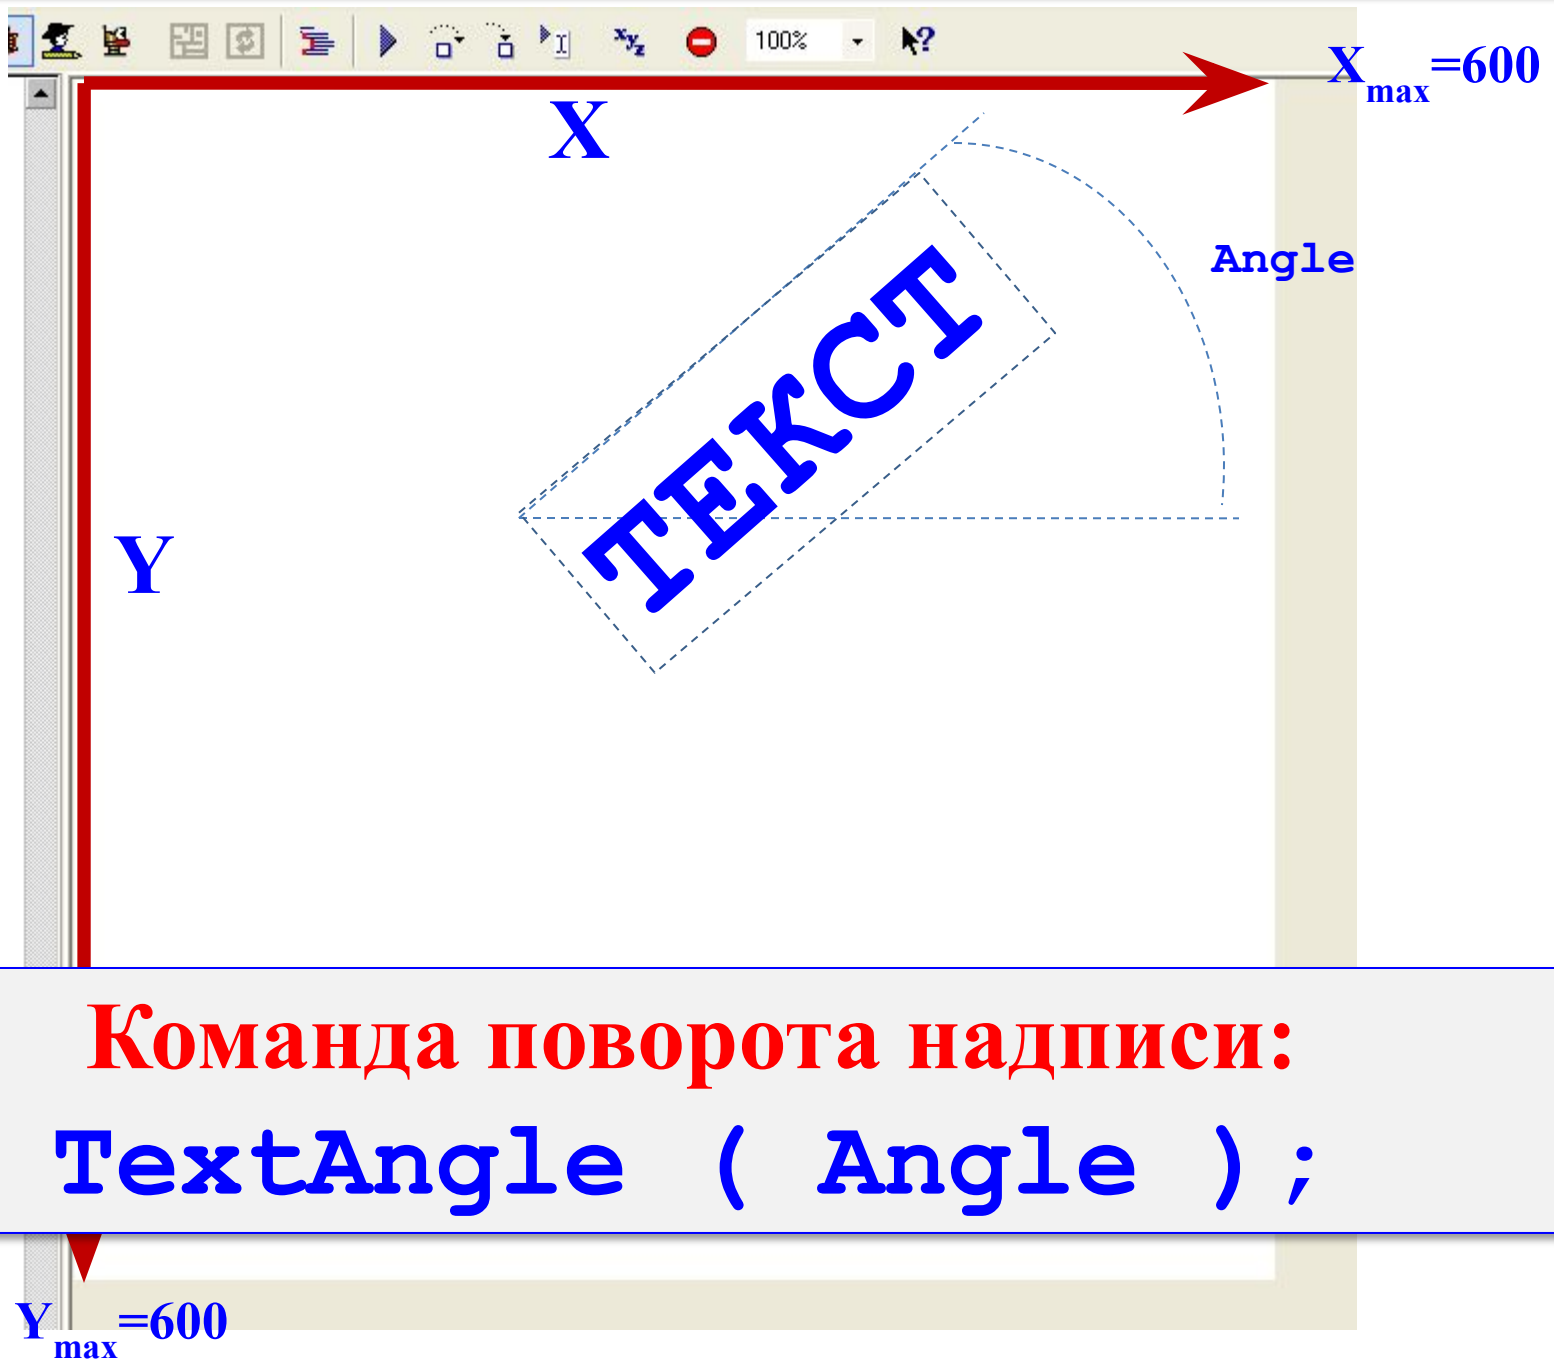 100%
Xmax=600
X
Angle
ТЕКСТ
Y
Команда поворота надписи:
TextAngle ( Angle );
Ymax=600